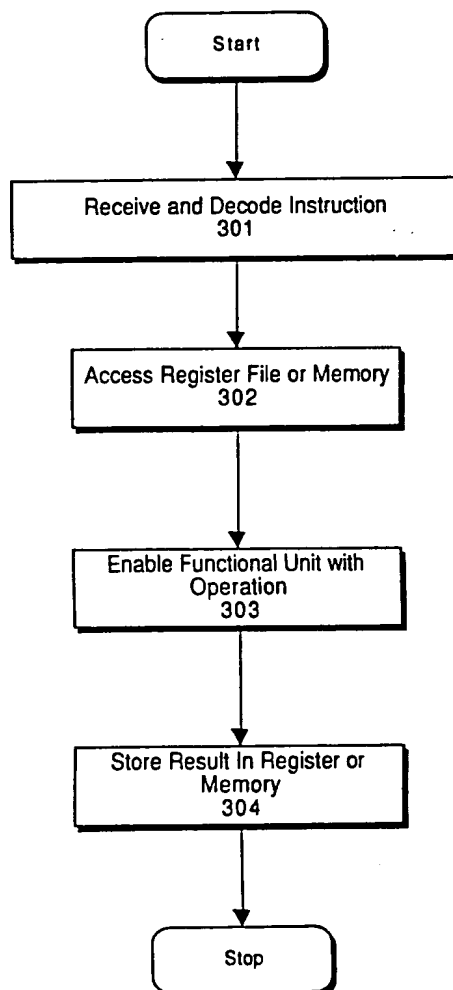 Start
Receive and Decode Instruction
301
Access Register File or Memory
302
Enable Functional Unit with
Operation
303
Store Result In Register or
Memory
304
Stop